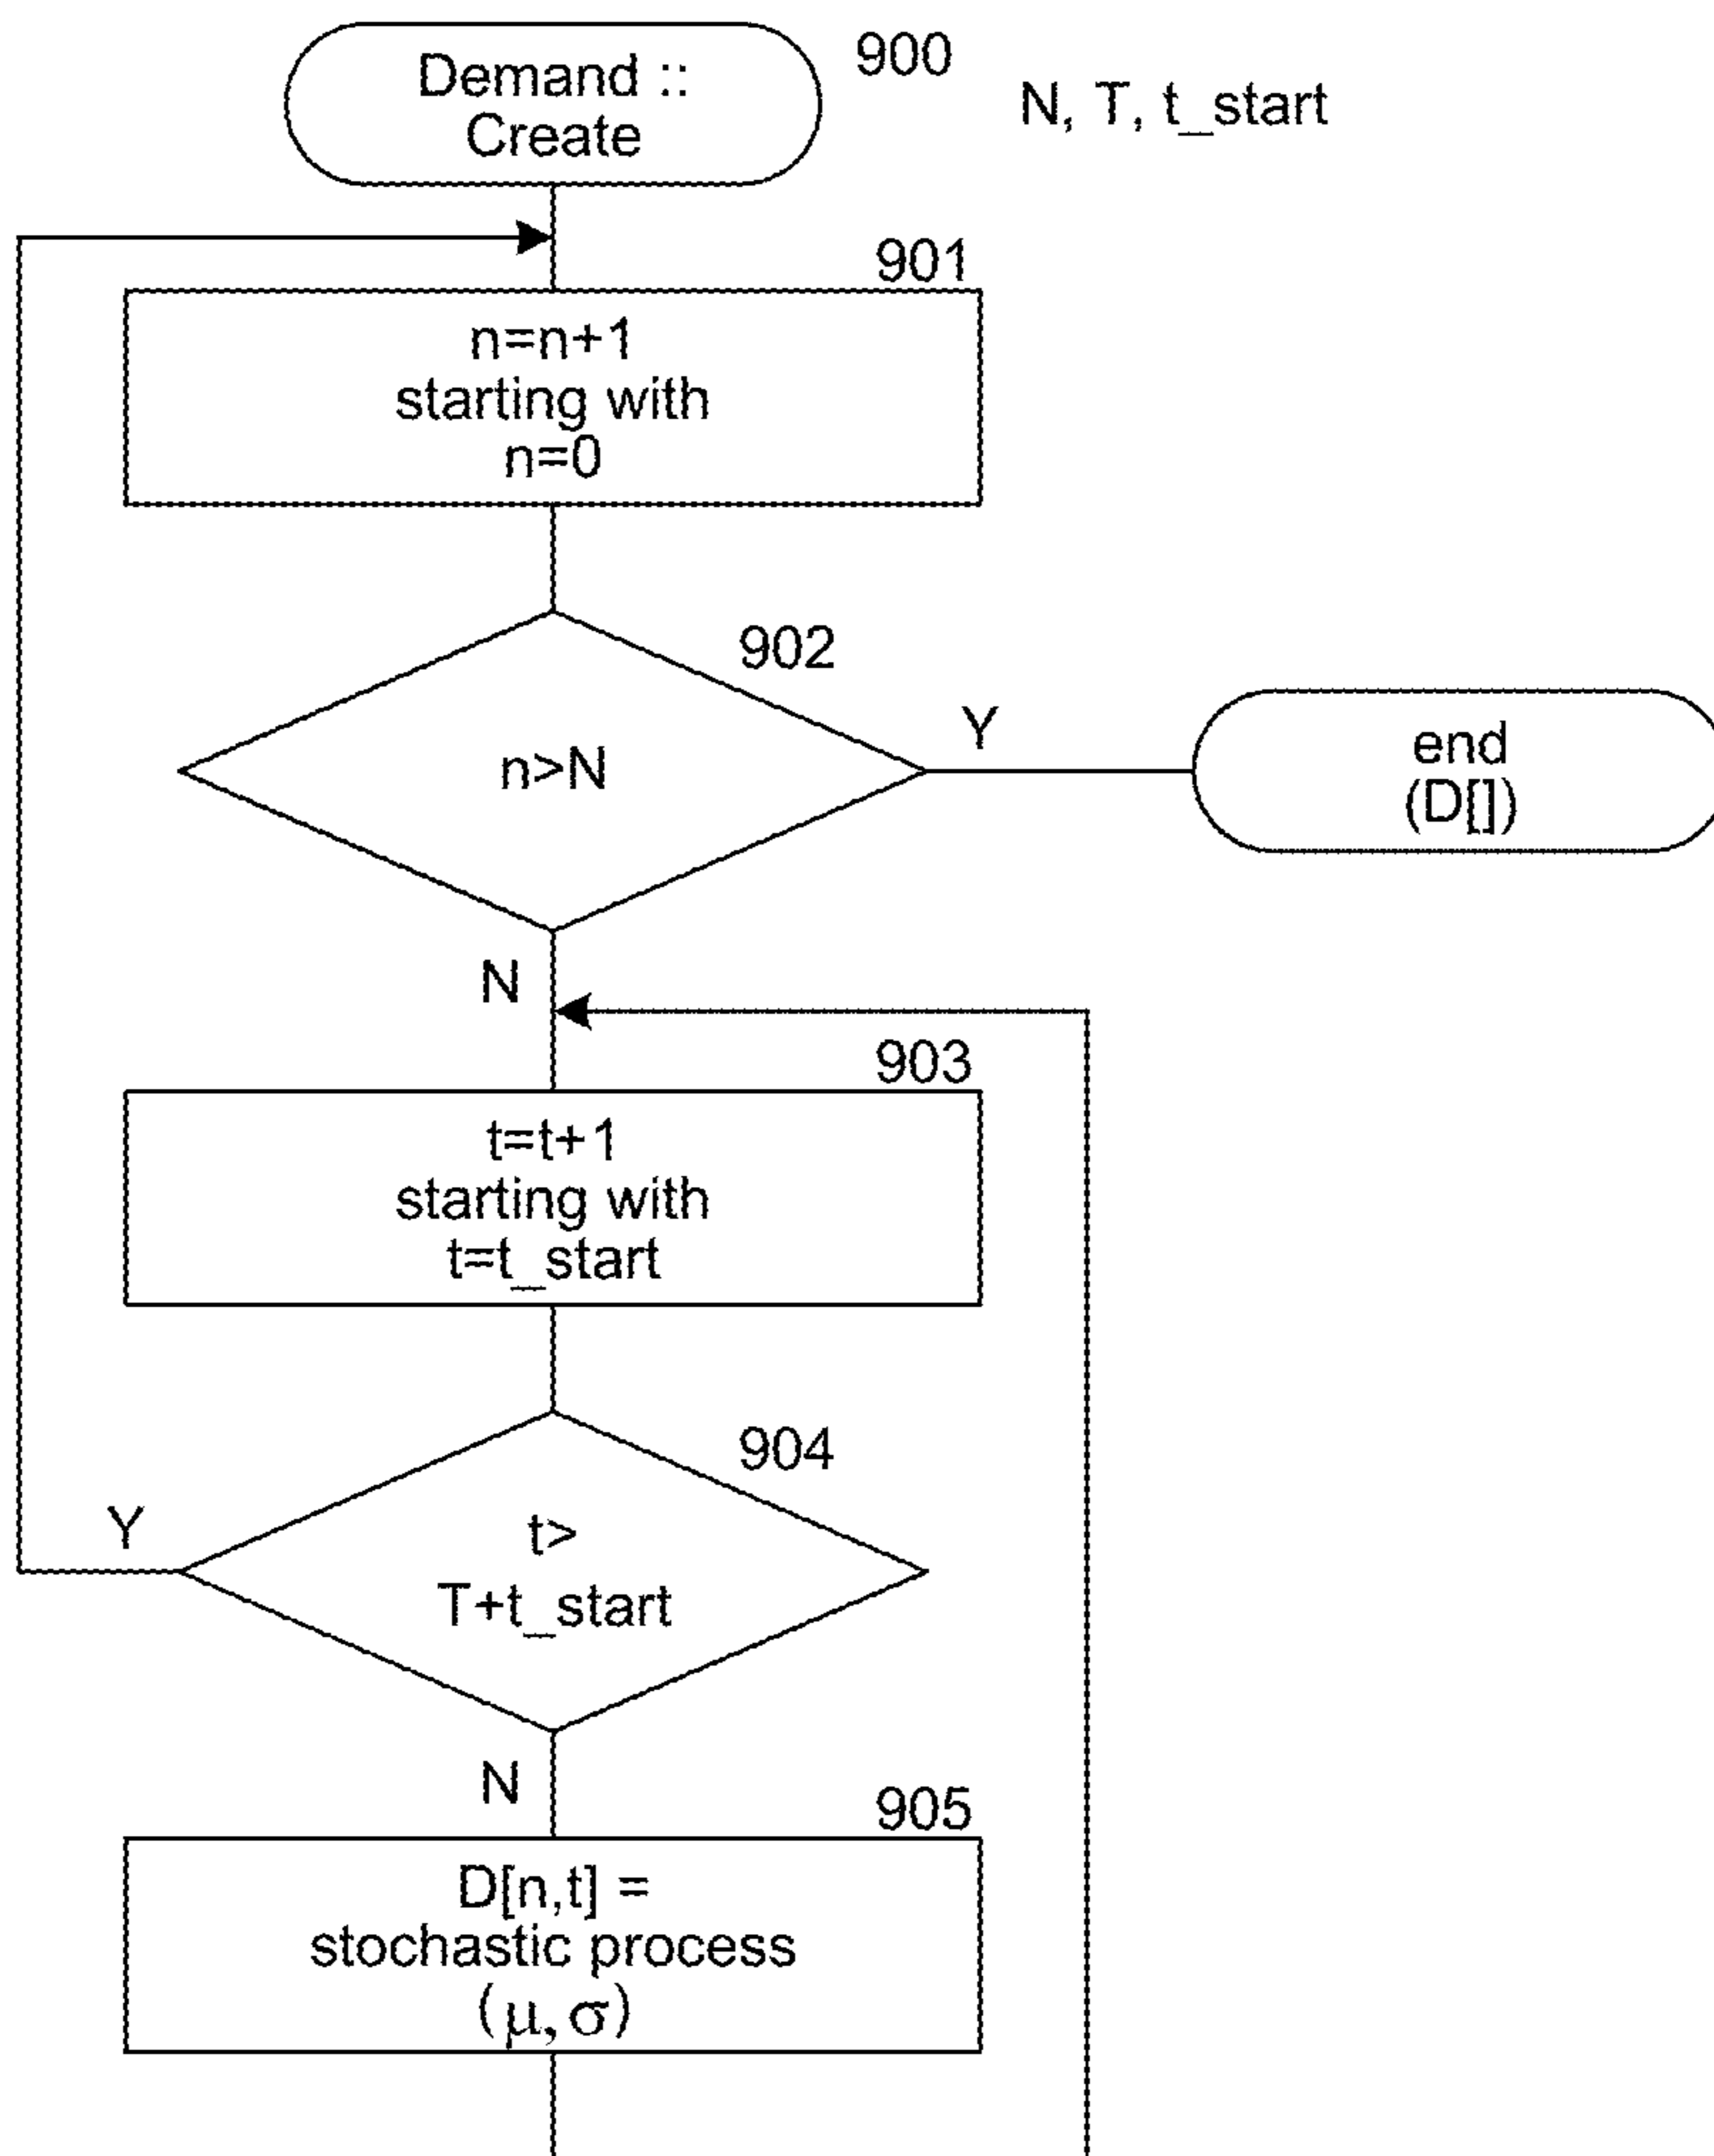 Demand ::
Create
900
N, T, t_start
901
n=n+1
starting with
n=0
902
n>N
Y
end
(D[])
N
903
t=t+1
starting with
t=t_start
904
Y
t>
T+t_start
N
905
D[n,t] =
stochastic process
(μ,σ)